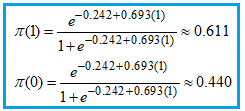 π(1) = e^{-0.242+0.693(1)} / 1+e^{-0.242+0.693(1)} ≈ 0.611
π(0) = e^{-0.242+0.693(1)} / 1+e^{-0.242+0.693(1)} ≈ 0.440